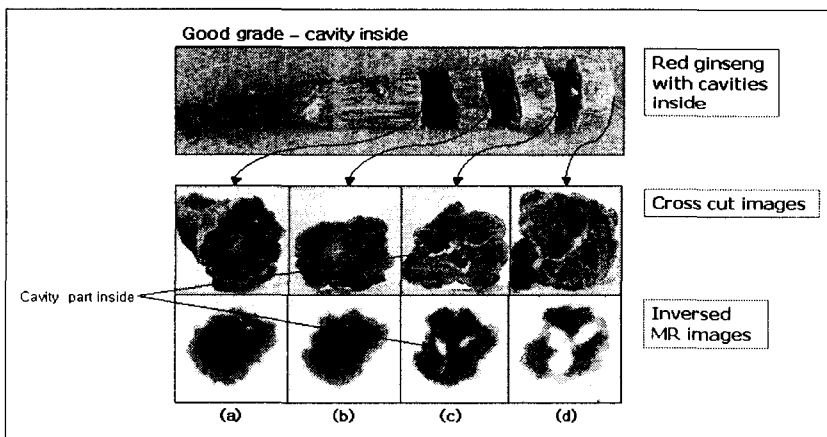 Good grade – cavity inside
Red ginseng
with cavities
inside
Cross cut images
Cavity part inside
Inversed
MR images
(a) (b) (c) (d)